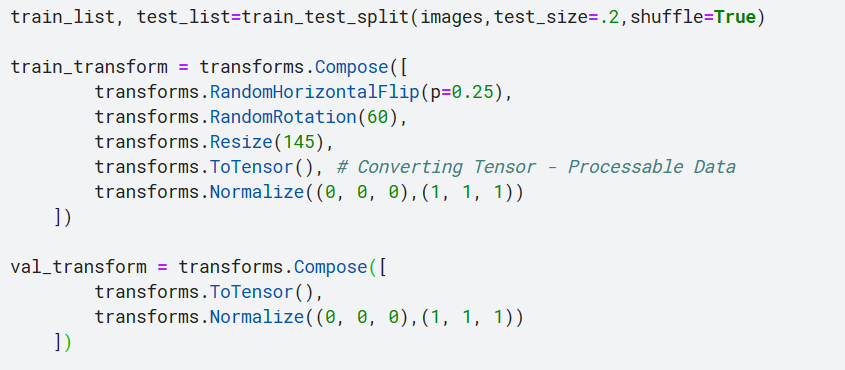 train_list, test_list=train_test_split(images,test_size=.2,shuffle=True)
train_transform = transforms.Compose([
transforms.RandomHorizontalFlip(p=0.25),
transforms.RandomRotation(60),
transforms.Resize(145),
transforms.ToTensor(), # Converting Tensor - Processable Data
transforms.Normalize((0, 0, 0),(1, 1, 1))
])
val_transform = transforms.Compose([
transforms.ToTensor(),
transforms.Normalize((0, 0, 0),(1, 1, 1))
])